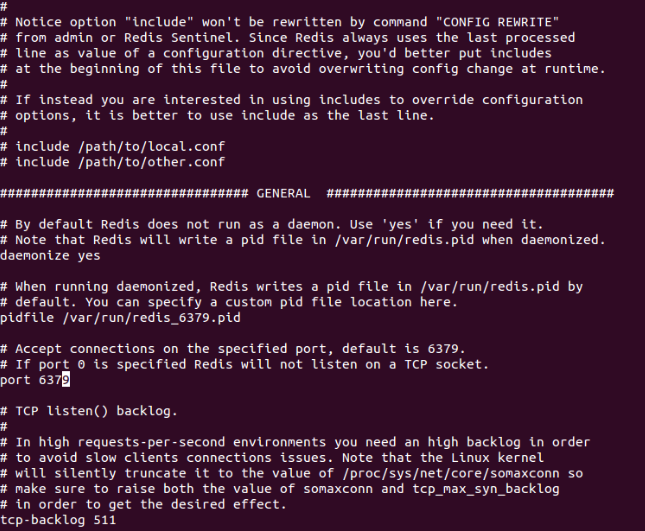 #
# Notice option "include" won't be rewritten by command "CONFIG REWRITE"
# from admin or Redis Sentinel. Since Redis always uses the last processed
# line as value of a configuration directive, you'd better put includes
# at the beginning of this file to avoid overwriting config change at runtime.
#
# If instead you are interested in using includes to override configuration
# options, it is better to use include as the last line.
#
# include /path/to/local.conf
# include /path/to/other.conf
################################ GENERAL  #####################################
# By default Redis does not run as a daemon. Use 'yes' if you need it.
# Note that Redis will write a pid file in /var/run/redis.pid when daemonized.
daemonize yes
# When running daemonized, Redis writes a pid file in /var/run/redis.pid by
# default. You can specify a custom pid file location here.
pidfile /var/run/redis_6379.pid
# Accept connections on the specified port, default is 6379.
# If port 0 is specified Redis will not listen on a TCP socket.
port 6379
# TCP listen() backlog.
#
# In high requests-per-second environments you need an high backlog in order
# to avoid slow clients connections issues. Note that the Linux kernel
# will silently truncate it to the value of /proc/sys/net/core/somaxconn so
# make sure to raise both the value of somaxconn and tcp_max_syn_backlog
# in order to get the desired effect.
tcp-backlog 511